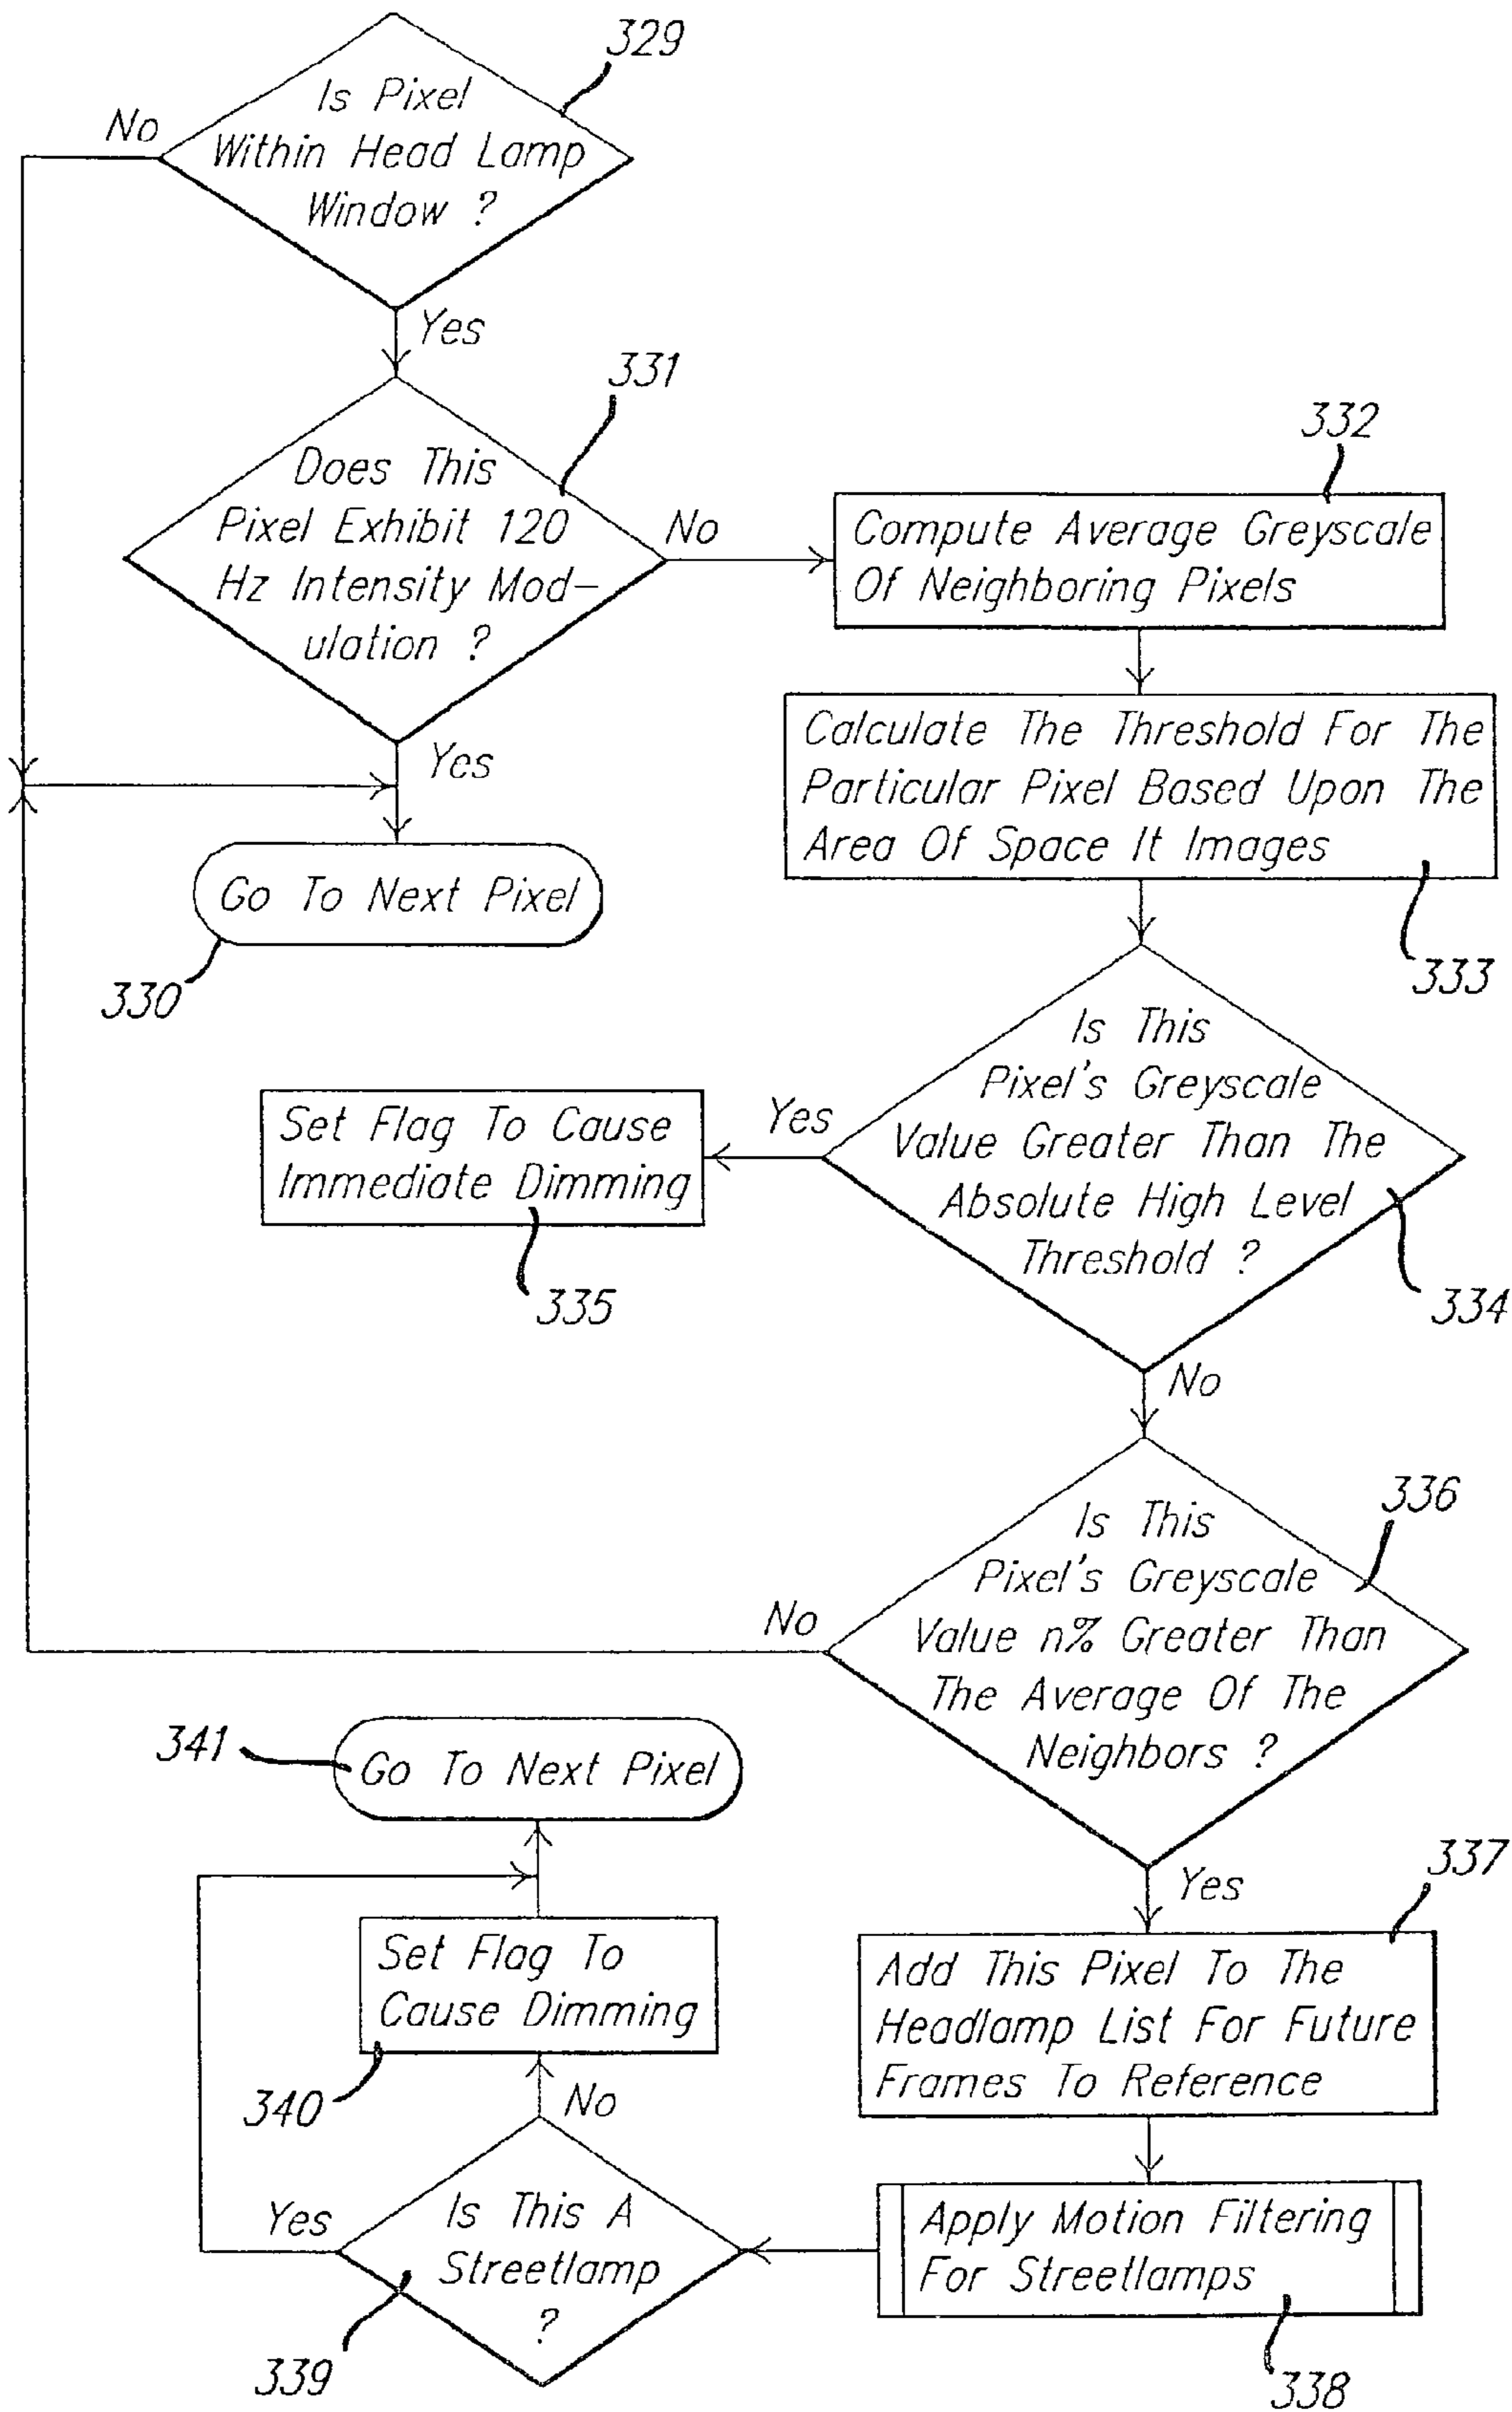 329
Is Pixel
Within Head Lamp
Window ?
No
Yes
331
Does This
Pixel Exhibit 120
Hz Intensity Mod-
ulation ?
No
Yes
332
Compute Average Greyscale
Of Neighboring Pixels
Calculate The Threshold For The
Particular Pixel Based Upon The
Area Of Space It Images
333
Go To Next Pixel
330
Is This
Pixel's Greyscale
Value Greater Than The
Absolute High Level
Threshold ?
334
Yes
Set Flag To Cause
Immediate Dimming
335
No
336
Is This
Pixel's Greyscale
Value n% Greater Than
The Average Of The
Neighbors ?
No
Yes
337
Add This Pixel To The
Headlamp List For Future
Frames To Reference
Apply Motion Filtering
For Streetlamps
338
Is This A
Streetlamp
?
339
Yes
No
Set Flag To
Cause Dimming
340
341
Go To Next Pixel